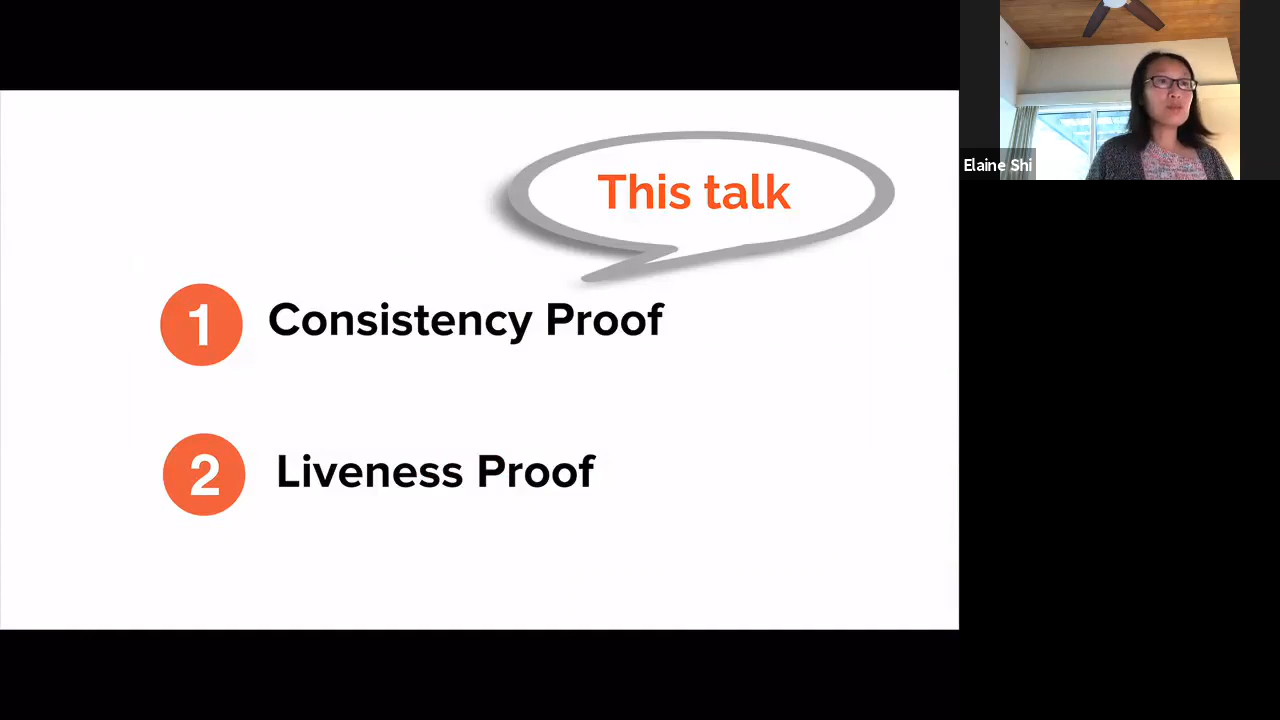 This talk
1 Consistency Proof
2 Liveness Proof
Elaine Shi